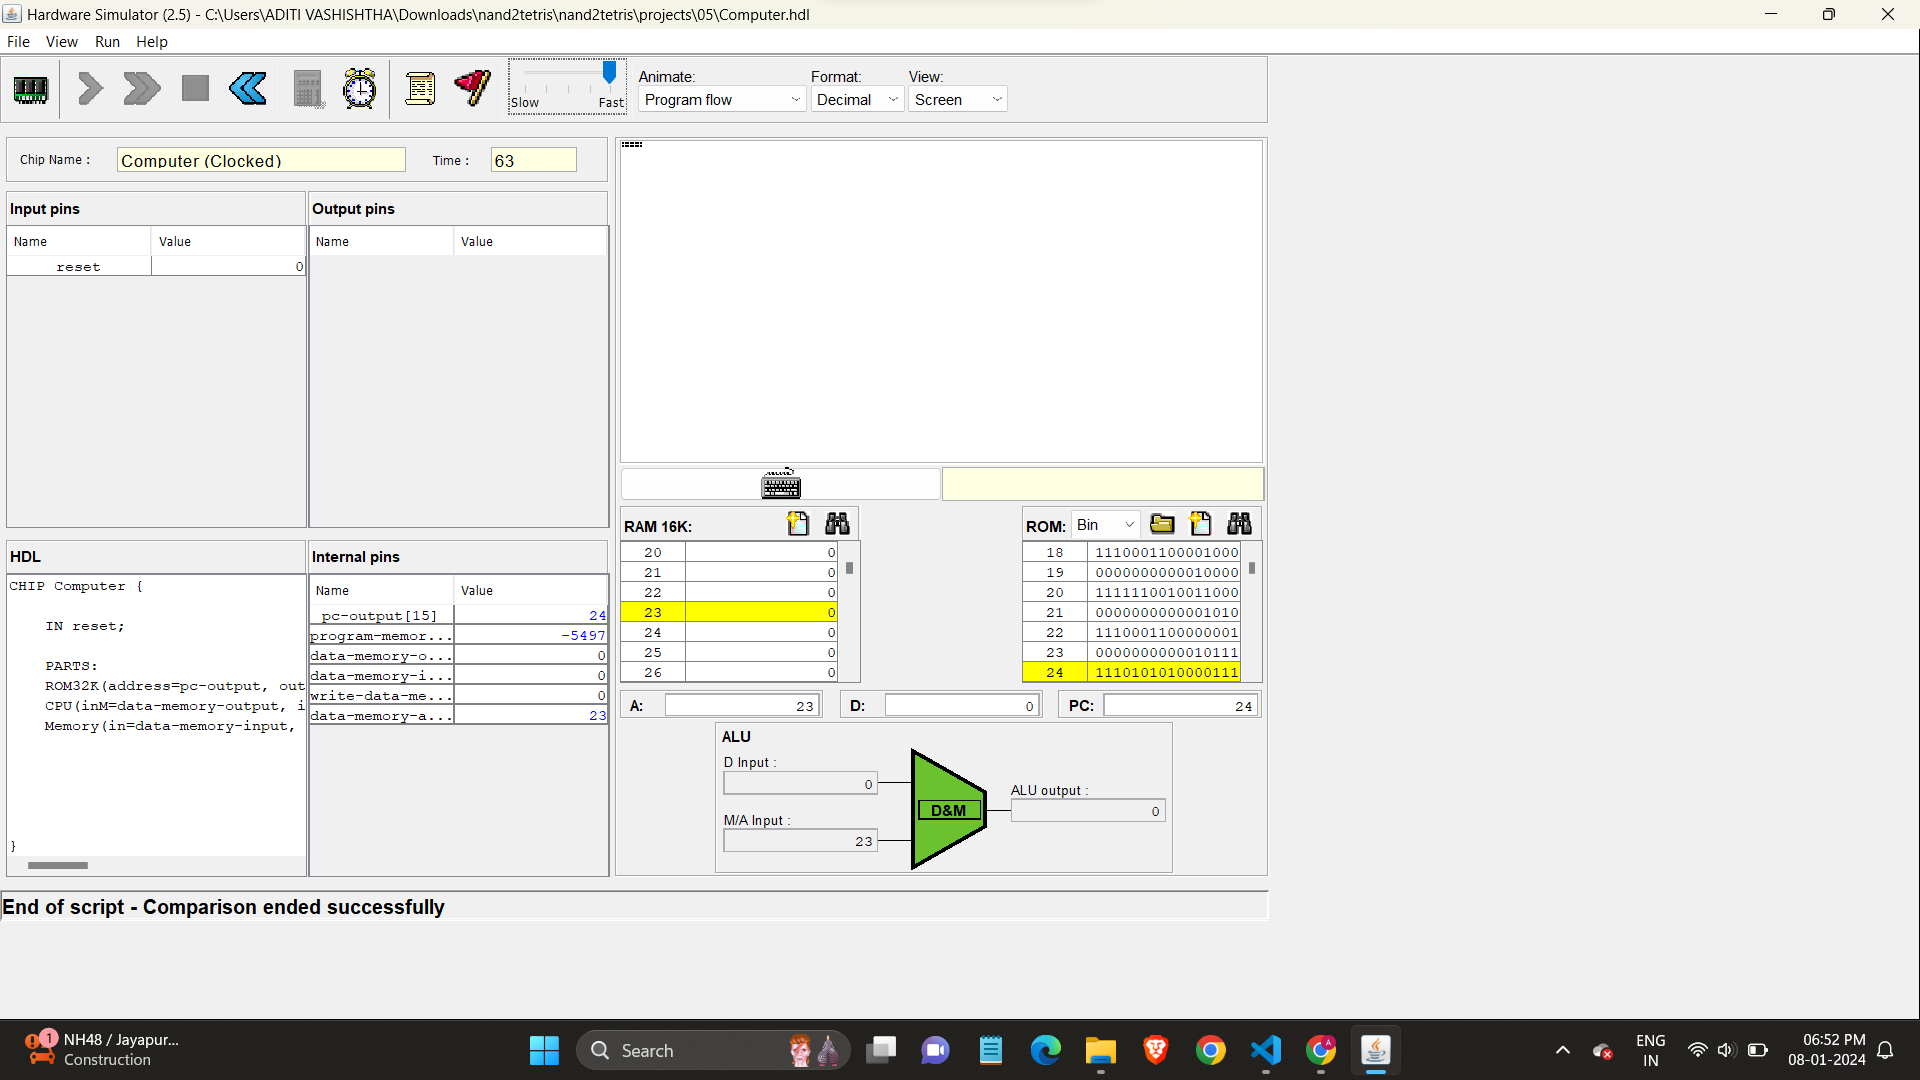 Hardware Simulator (2.5) - C:\Users\ADITI VASHISHTHA\Downloads\nand2tetris\nand2tetris\projects\05\Computer.hdl
File View Run Help
Slow Fast
Animate: Format: View:
Program flow Decimal Screen
Chip Name : Computer (Clocked) Time : 63
Input pins
Name Value
reset 0
Output pins
Name Value
HDL
CHIP Computer {
IN reset;
PARTS:
ROM32K(address=pc-output, out
CPU(inM=data-memory-output, i
Memory(in=data-memory-input,
}
Internal pins
Name Value
pc-output[15] 24
program-memor... -5497
data-memory-o... 0
data-memory-i... 0
write-data-me... 0
data-memory-a... 23
RAM 16K:
20 0
21 0
22 0
23 0
24 0
25 0
26 0
ROM: Bin
18 1110001100001000
19 0000000000010000
20 1111110010011000
21 0000000000001010
22 1110001100000001
23 0000000000010111
24 1110101010000111
A: 23 D: 0 PC: 24
ALU
D Input :
0
M/A Input :
23
D&M
ALU output :
0
End of script - Comparison ended successfully
1
NH48 / Jayapur...
Construction
Search
A
ENG
IN
06:52 PM
08-01-2024